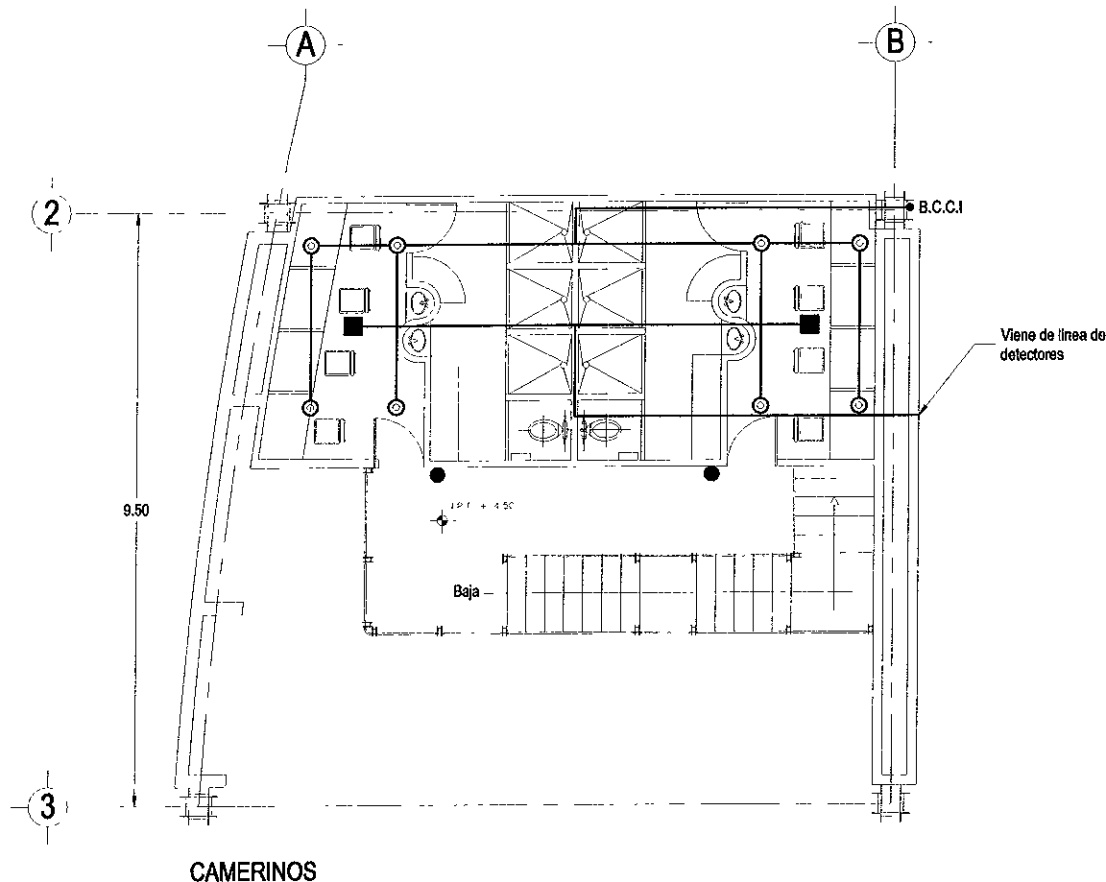 A
B
2
B.C.C.I
Viene de línea de
detectores
9.50
Baja
3
CAMERINOS